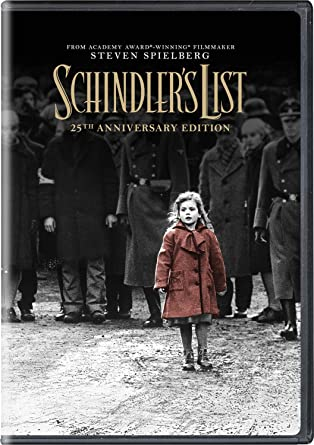 FROM ACADEMY AWARD®-WINNING® FILMMAKER
STEVEN SPIELBERG
SCHINDLER'S LIST
25TH ANNIVERSARY EDITION